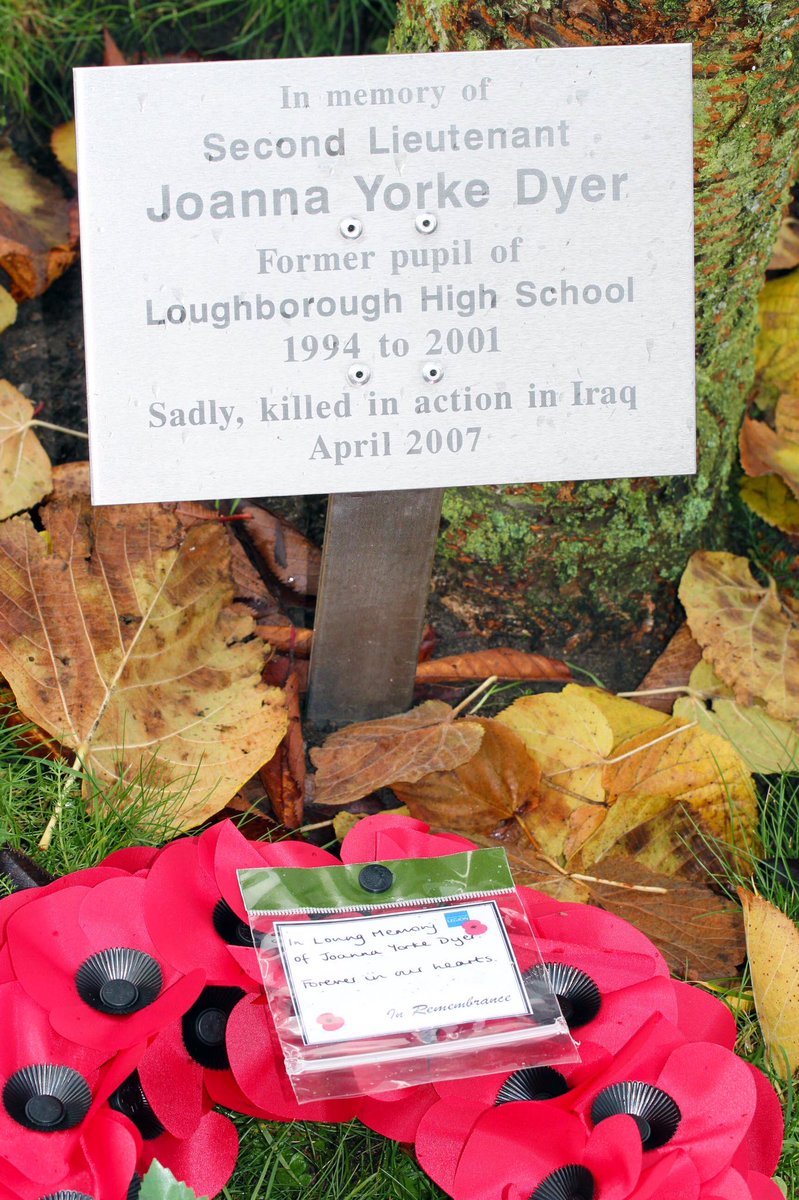 In memory of
Second Lieutenant
Joanna Yorke Dyer
Former pupil of
Loughborough High School
1994 to 2001
Sadly, killed in action in Iraq
April 2007
In Loving Memory
of Joanna Yorke Dyer.
Forever in our hearts.
In Remembrance